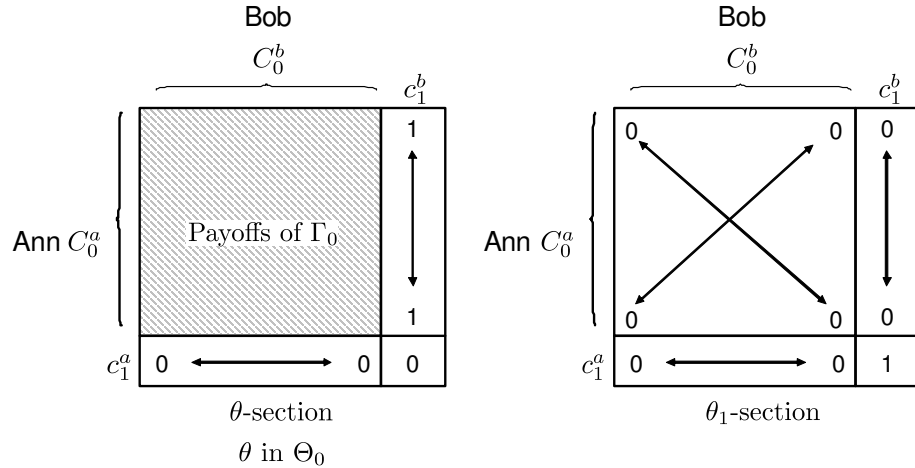 Bob
C_0^b
c_1^b
1
Ann C_0^a
Payoffs of Γ_0
1
c_1^a 0 0 0
θ-section
θ in Θ_0
Bob
C_0^b
c_1^b
0 0 0
Ann C_0^a
0 0 0
c_1^a 0 0 1
θ_1-section